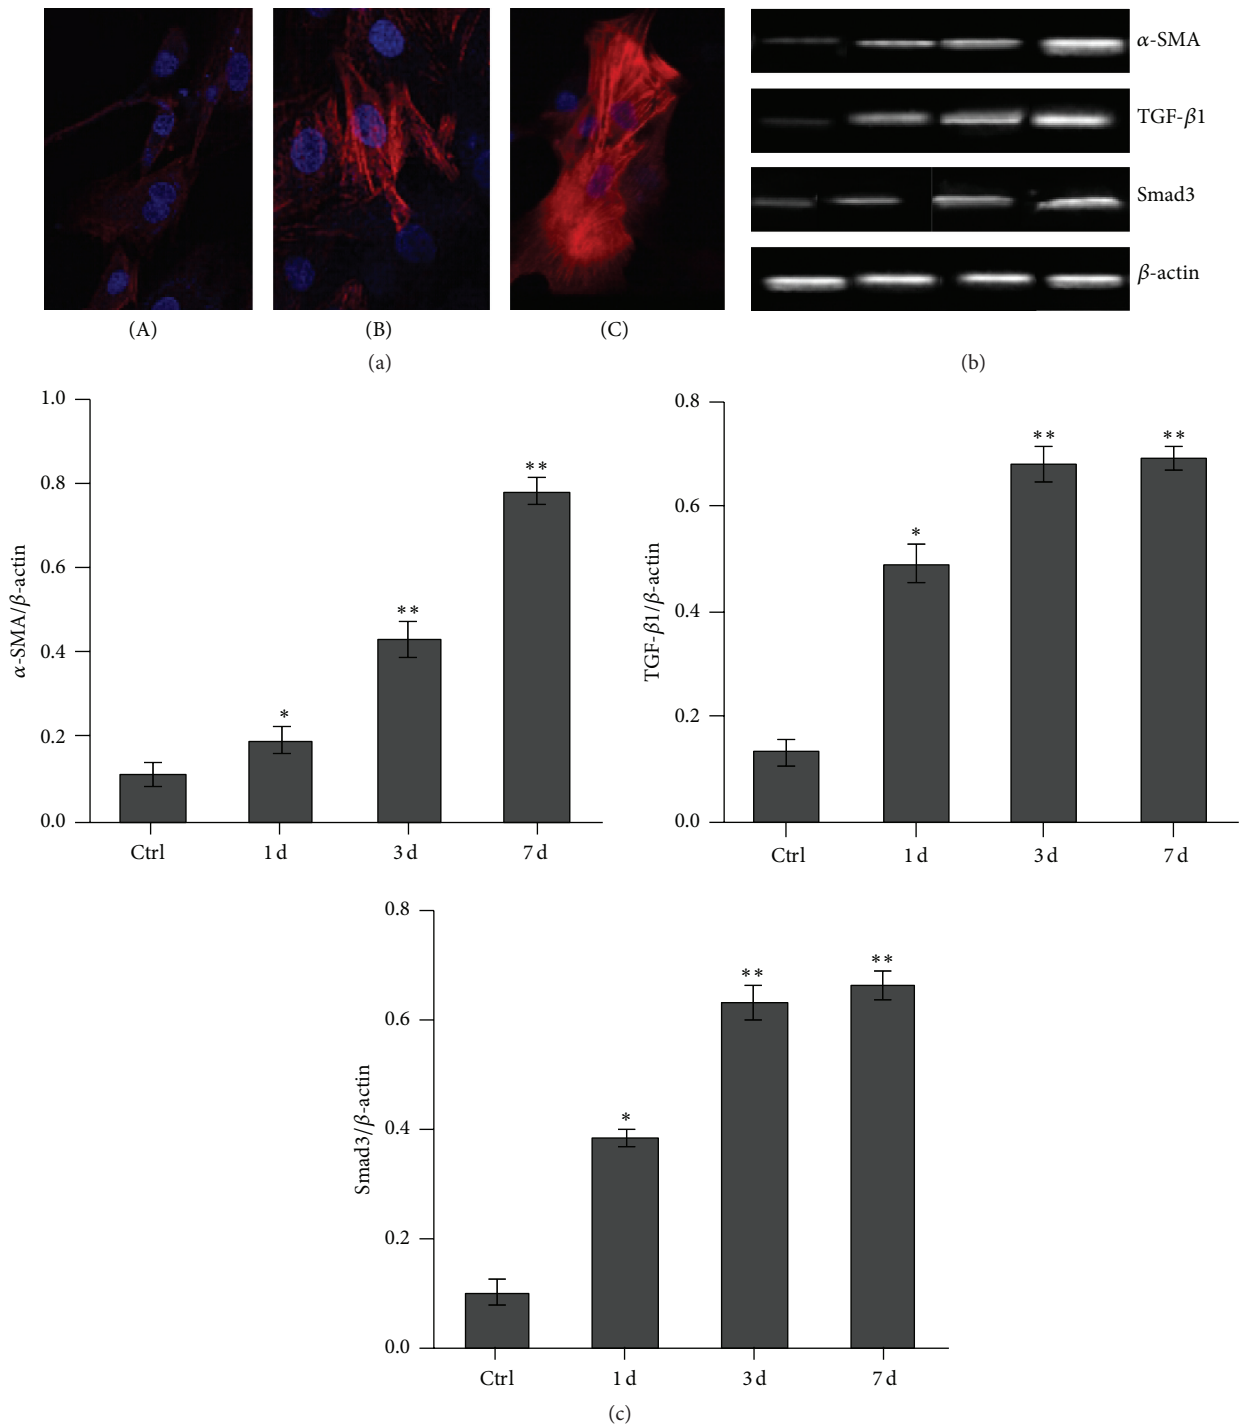 α-SMA
TGF-β1
Smad3
β-actin
(A)
(B)
(C)
(a)
(b)
α-SMA/β-actin
1.0
0.8
0.6
0.4
0.2
0.0
*
**
**
Ctrl
1 d
3 d
7 d
TGF-β1/β-actin
0.8
0.6
0.4
0.2
0.0
*
**
**
Ctrl
1 d
3 d
7 d
Smad3/β-actin
0.8
0.6
0.4
0.2
0.0
*
**
**
Ctrl
1 d
3 d
7 d
(c)